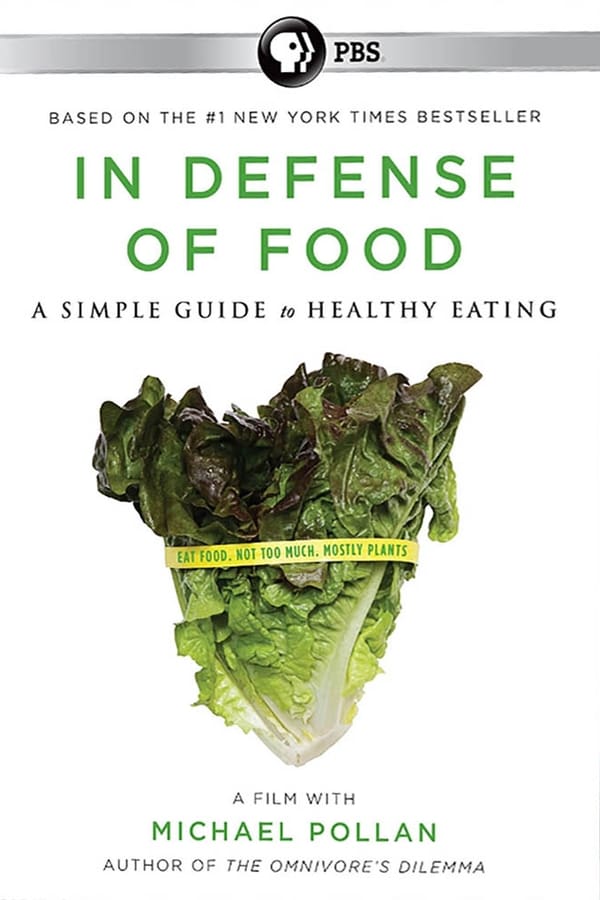 PBS
BASED ON THE #1 NEW YORK TIMES BESTSELLER
IN DEFENSE
OF FOOD
A SIMPLE GUIDE to HEALTHY EATING
EAT FOOD. NOT TOO MUCH. MOSTLY PLANTS
A FILM WITH
MICHAEL POLLAN
AUTHOR OF THE OMNIVORE'S DILEMMA